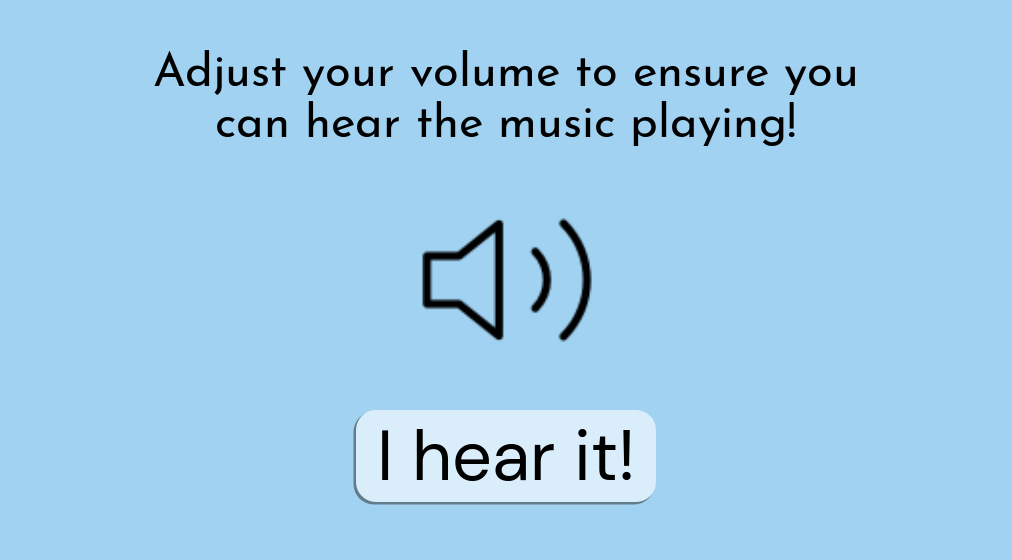 Adjust your volume to ensure you
can hear the music playing!
I hear it!